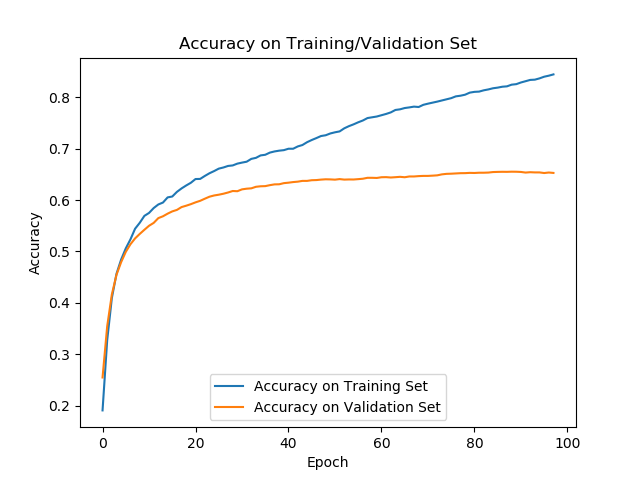 Accuracy on Training/Validation Set
Accuracy
0.8
0.7
0.6
0.5
0.4
0.3
0.2
Accuracy on Training Set
Accuracy on Validation Set
0 20 40 60 80 100
Epoch